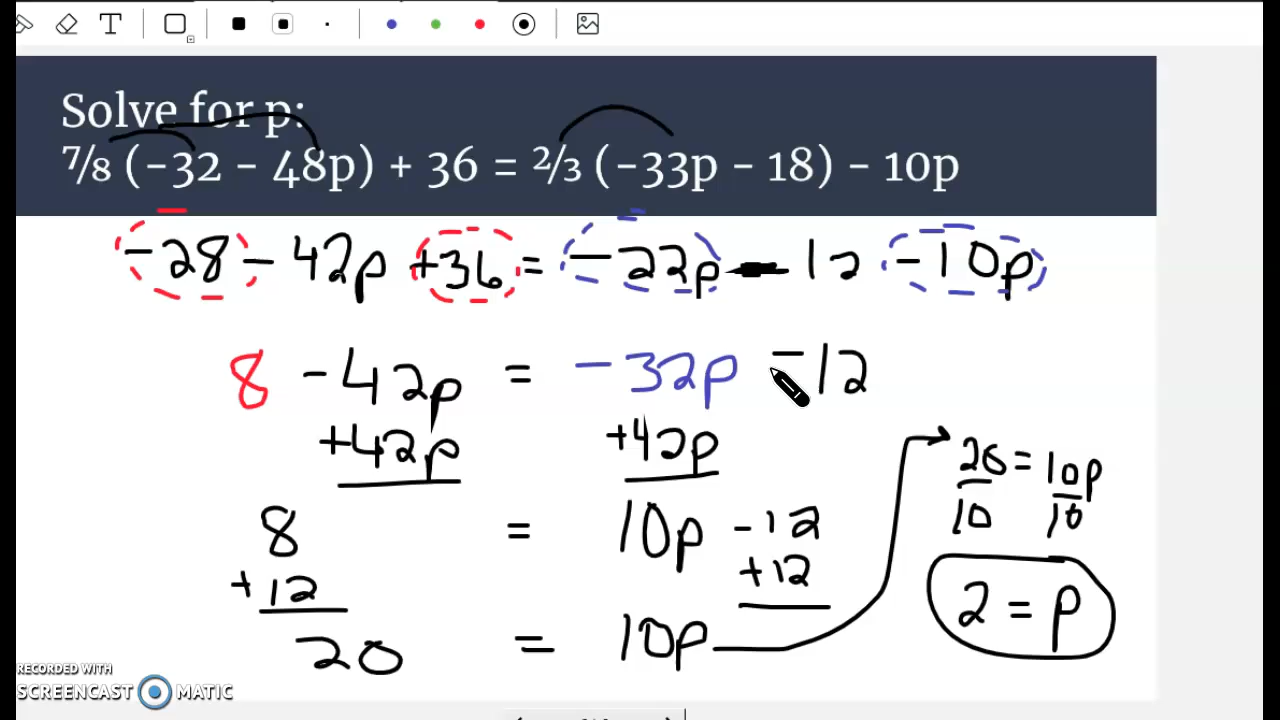 T
Solve for p:
⅞ (-32 - 48p) + 36 = ⅔ (-33p - 18) - 10p
-28 - 42p +36 = -22p - 12 -10p
8 -42p = -32p -12
+42p +42p
8 = 10p -12
+12 +12
20 = 10p
20 = 10p
10 10
2 = p
RECORDED WITH
SCREENCAST MATIC